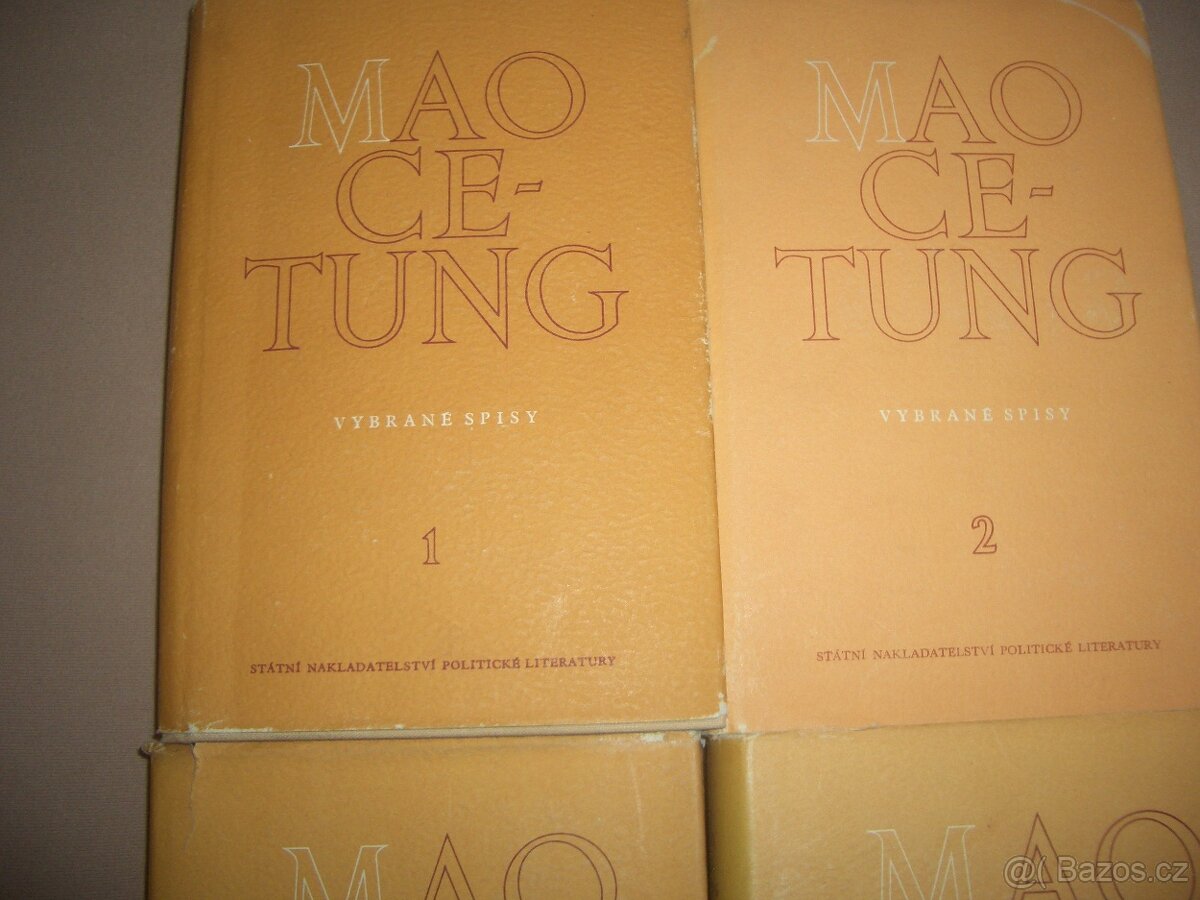 MAO
CE-
TUNG
VYBRANÉ SPISY
1
STÁTNÍ NAKLADATELSTVÍ POLITICKÉ LITERATURY
MAO
CE-
TUNG
VYBRANÉ SPISY
2
STÁTNÍ NAKLADATELSTVÍ POLITICKÉ LITERATURY
MAO
MAO
Bazos.cz